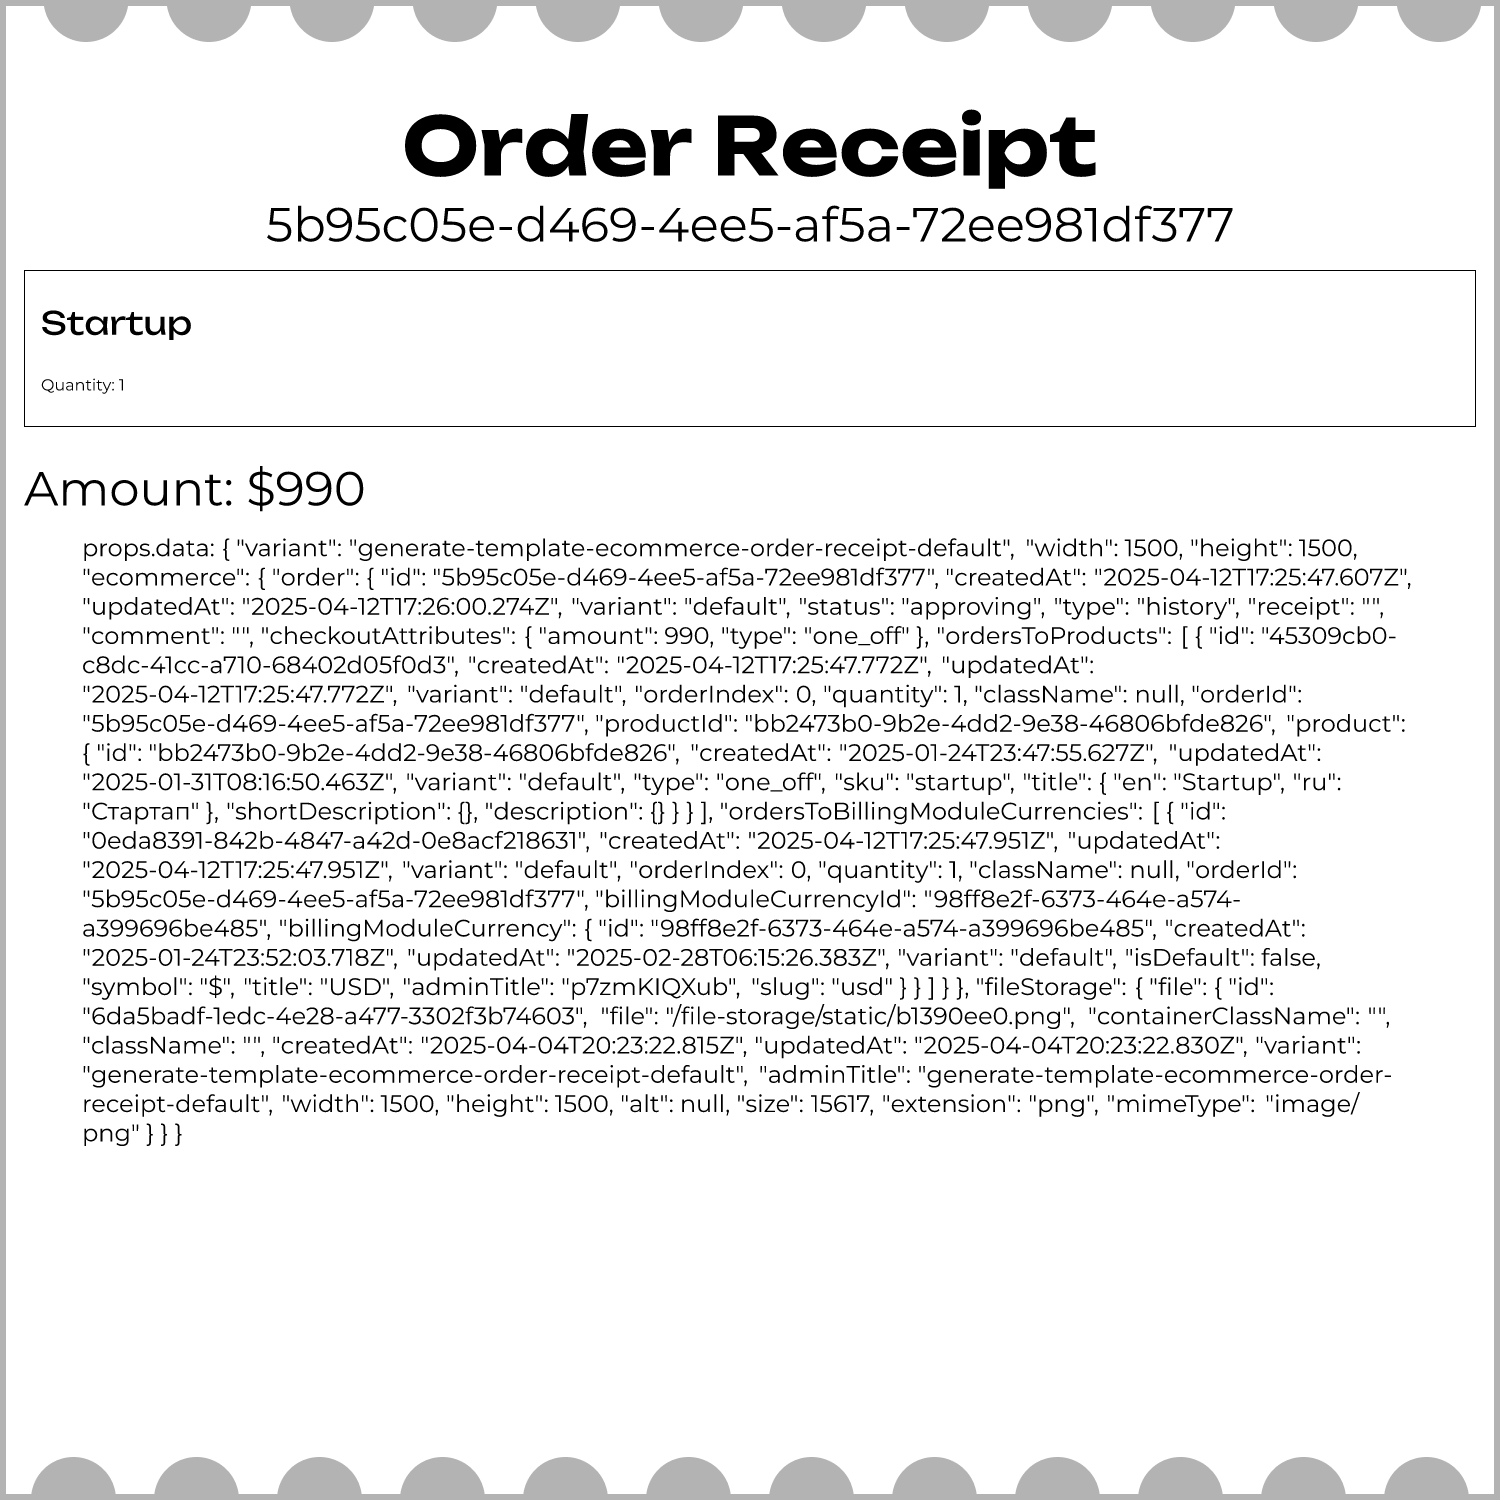 Order Receipt
5b95c05e-d469-4ee5-af5a-72ee981df377
Startup
Quantity: 1
Amount: $990
props.data: { "variant": "generate-template-ecommerce-order-receipt-default", "width": 1500, "height": 1500,
"ecommerce": { "order": { "id": "5b95c05e-d469-4ee5-af5a-72ee981df377", "createdAt": "2025-04-12T17:25:47.607Z",
"updatedAt": "2025-04-12T17:26:00.274Z", "variant": "default", "status": "approving", "type": "history", "receipt": "",
"comment": "", "checkoutAttributes": { "amount": 990, "type": "one_off" }, "ordersToProducts": [ { "id": "45309cb0-
c8dc-41cc-a710-68402d05f0d3", "createdAt": "2025-04-12T17:25:47.772Z", "updatedAt":
"2025-04-12T17:25:47.772Z", "variant": "default", "orderIndex": 0, "quantity": 1, "className": null, "orderId":
"5b95c05e-d469-4ee5-af5a-72ee981df377", "productId": "bb2473b0-9b2e-4dd2-9e38-46806bfde826", "product":
{ "id": "bb2473b0-9b2e-4dd2-9e38-46806bfde826", "createdAt": "2025-01-24T23:47:55.627Z", "updatedAt":
"2025-01-31T08:16:50.463Z", "variant": "default", "type": "one_off", "sku": "startup", "title": { "en": "Startup", "ru":
"Стартап" }, "shortDescription": {}, "description": {} } } ], "ordersToBillingModuleCurrencies": [ { "id":
"0eda8391-842b-4847-a42d-0e8acf218631", "createdAt": "2025-04-12T17:25:47.951Z", "updatedAt":
"2025-04-12T17:25:47.951Z", "variant": "default", "orderIndex": 0, "quantity": 1, "className": null, "orderId":
"5b95c05e-d469-4ee5-af5a-72ee981df377", "billingModuleCurrencyId": "98ff8e2f-6373-464e-a574-
a399696be485", "billingModuleCurrency": { "id": "98ff8e2f-6373-464e-a574-a399696be485", "createdAt":
"2025-01-24T23:52:03.718Z", "updatedAt": "2025-02-28T06:15:26.383Z", "variant": "default", "isDefault": false,
"symbol": "$", "title": "USD", "adminTitle": "p7zmKIQXub", "slug": "usd" } } ] } }, "fileStorage": { "file": { "id":
"6da5badf-1edc-4e28-a477-3302f3b74603", "file": "/file-storage/static/b1390ee0.png", "containerClassName": "",
"className": "", "createdAt": "2025-04-04T20:23:22.815Z", "updatedAt": "2025-04-04T20:23:22.830Z", "variant":
"generate-template-ecommerce-order-receipt-default", "adminTitle": "generate-template-ecommerce-order-
receipt-default", "width": 1500, "height": 1500, "alt": null, "size": 15617, "extension": "png", "mimeType": "image/
png" } } }